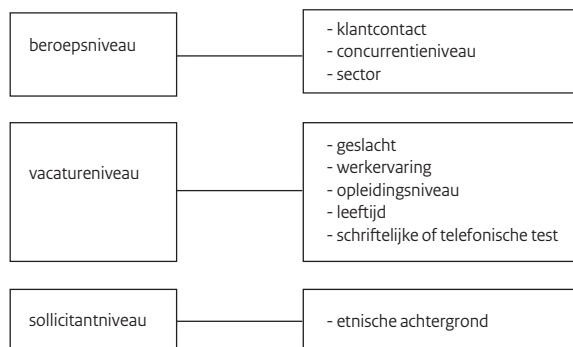 beroepsniveau
- klantcontact
- concurrentieniveau
- sector
vacatureniveau
- geslacht
- werkervaring
- opleidingsniveau
- leeftijd
- schriftelijke of telefonische test
sollicitantniveau
- etnische achtergrond